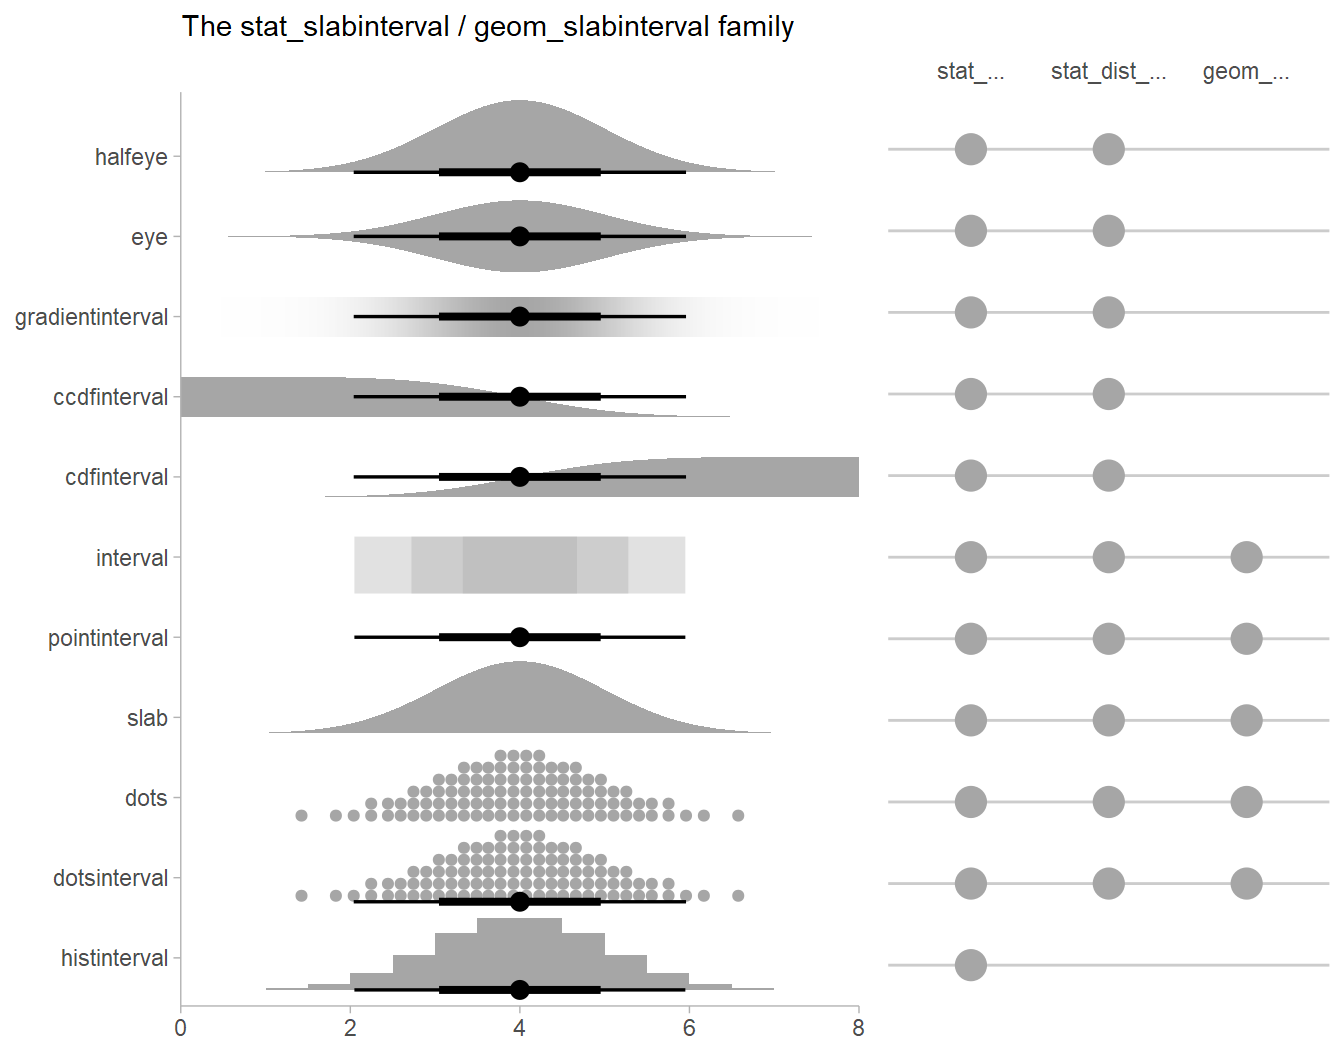 The stat_slabinterval / geom_slabinterval family
stat_... stat_dist_... geom_...
halfeye
eye
gradientinterval
ccdfinterval
cdfinterval
interval
pointinterval
slab
dots
dotsinterval
histinterval
0 2 4 6 8